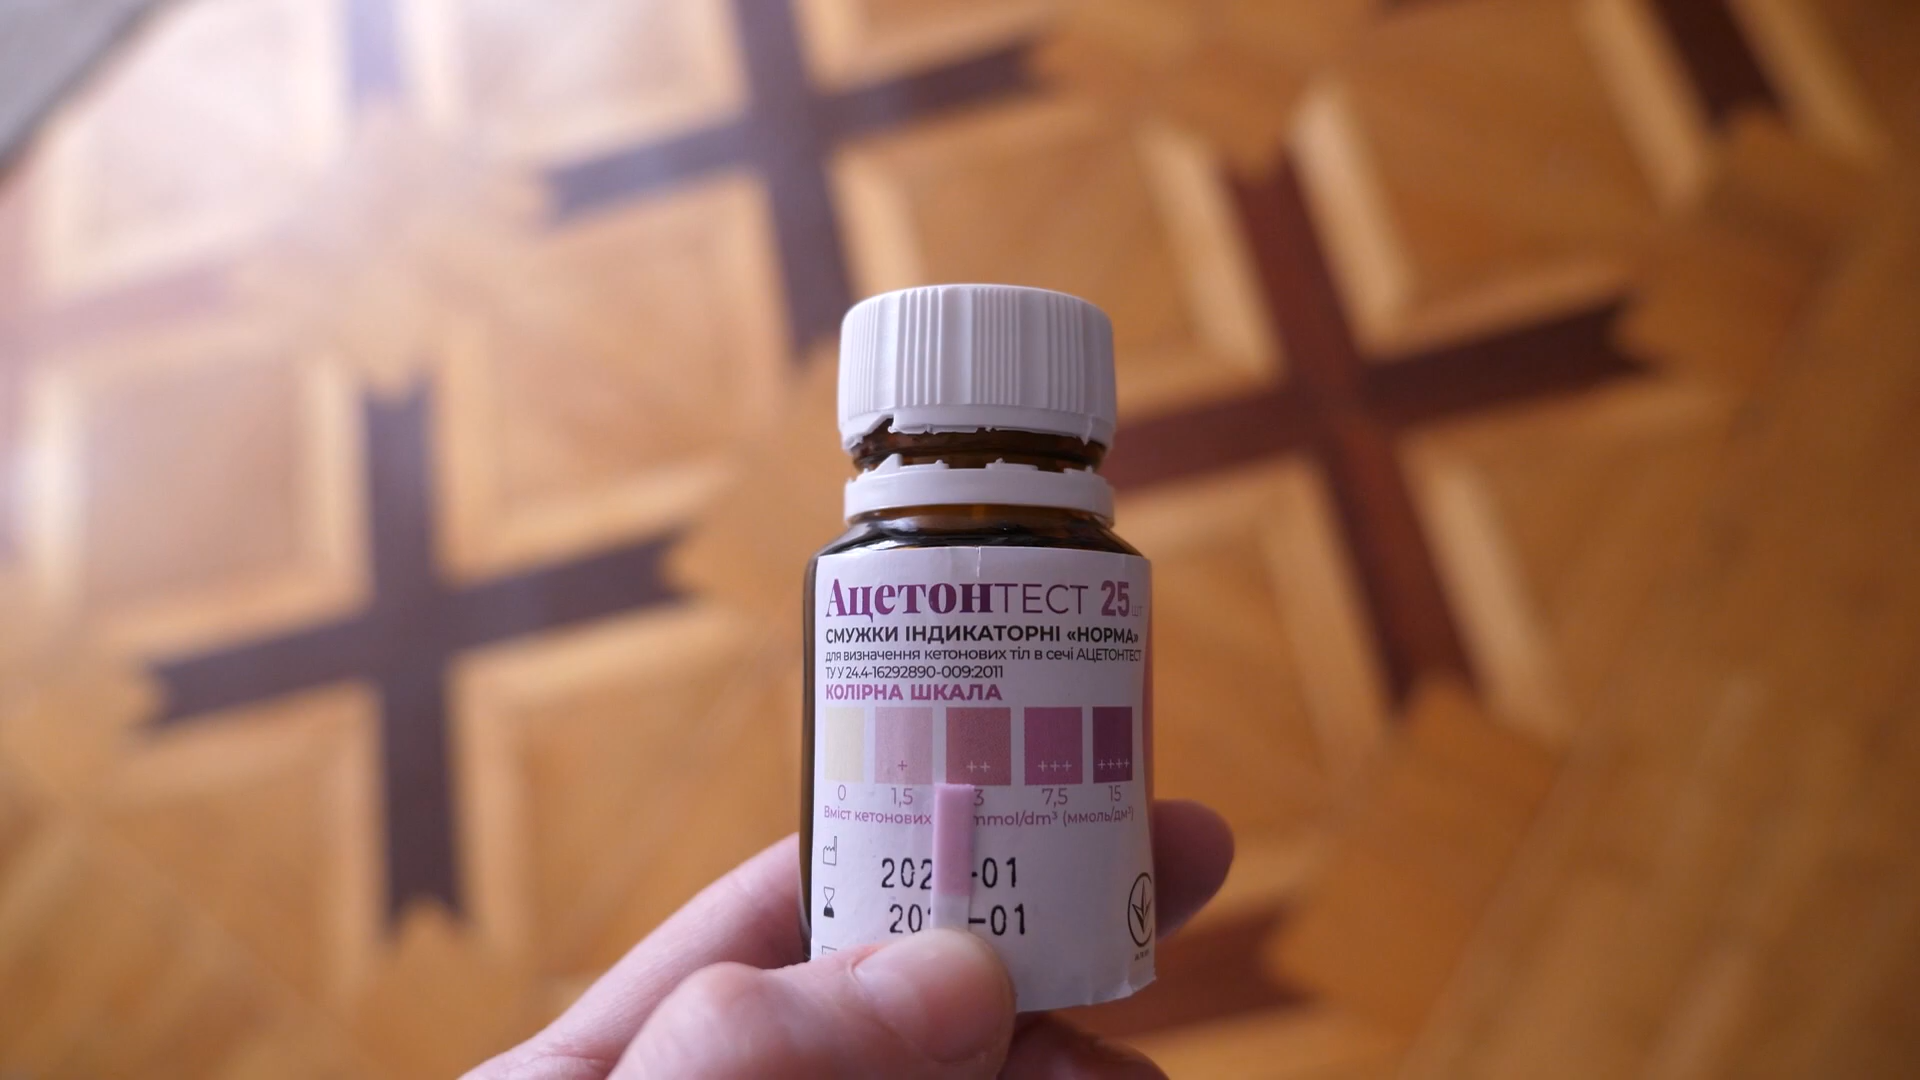 Ацетонтест 25 шт
СМУЖКИ ІНДИКАТОРНІ «НОРМА»
для визначення кетонових тіл в сечі АЦЕТОНТЕСТ
ТУ У 24.4-16292890-009:2011
КОЛІРНА ШКАЛА
+ ++ +++ ++++
0 1,5 3 7,5 15
Вміст кетонових mmol/dm³ (ммоль/дм³)
-01
-01